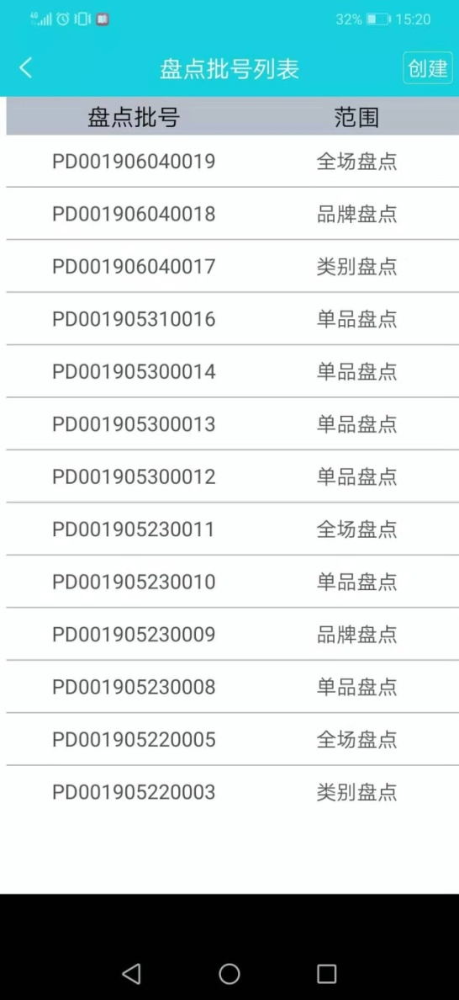 4G 32% 15:20
盘点批号列表 创建
盘点批号 范围
PD001906040019 全场盘点
PD001906040018 品牌盘点
PD001906040017 类别盘点
PD001905310016 单品盘点
PD001905300014 单品盘点
PD001905300013 单品盘点
PD001905300012 单品盘点
PD001905230011 全场盘点
PD001905230010 单品盘点
PD001905230009 品牌盘点
PD001905230008 单品盘点
PD001905220005 全场盘点
PD001905220003 类别盘点